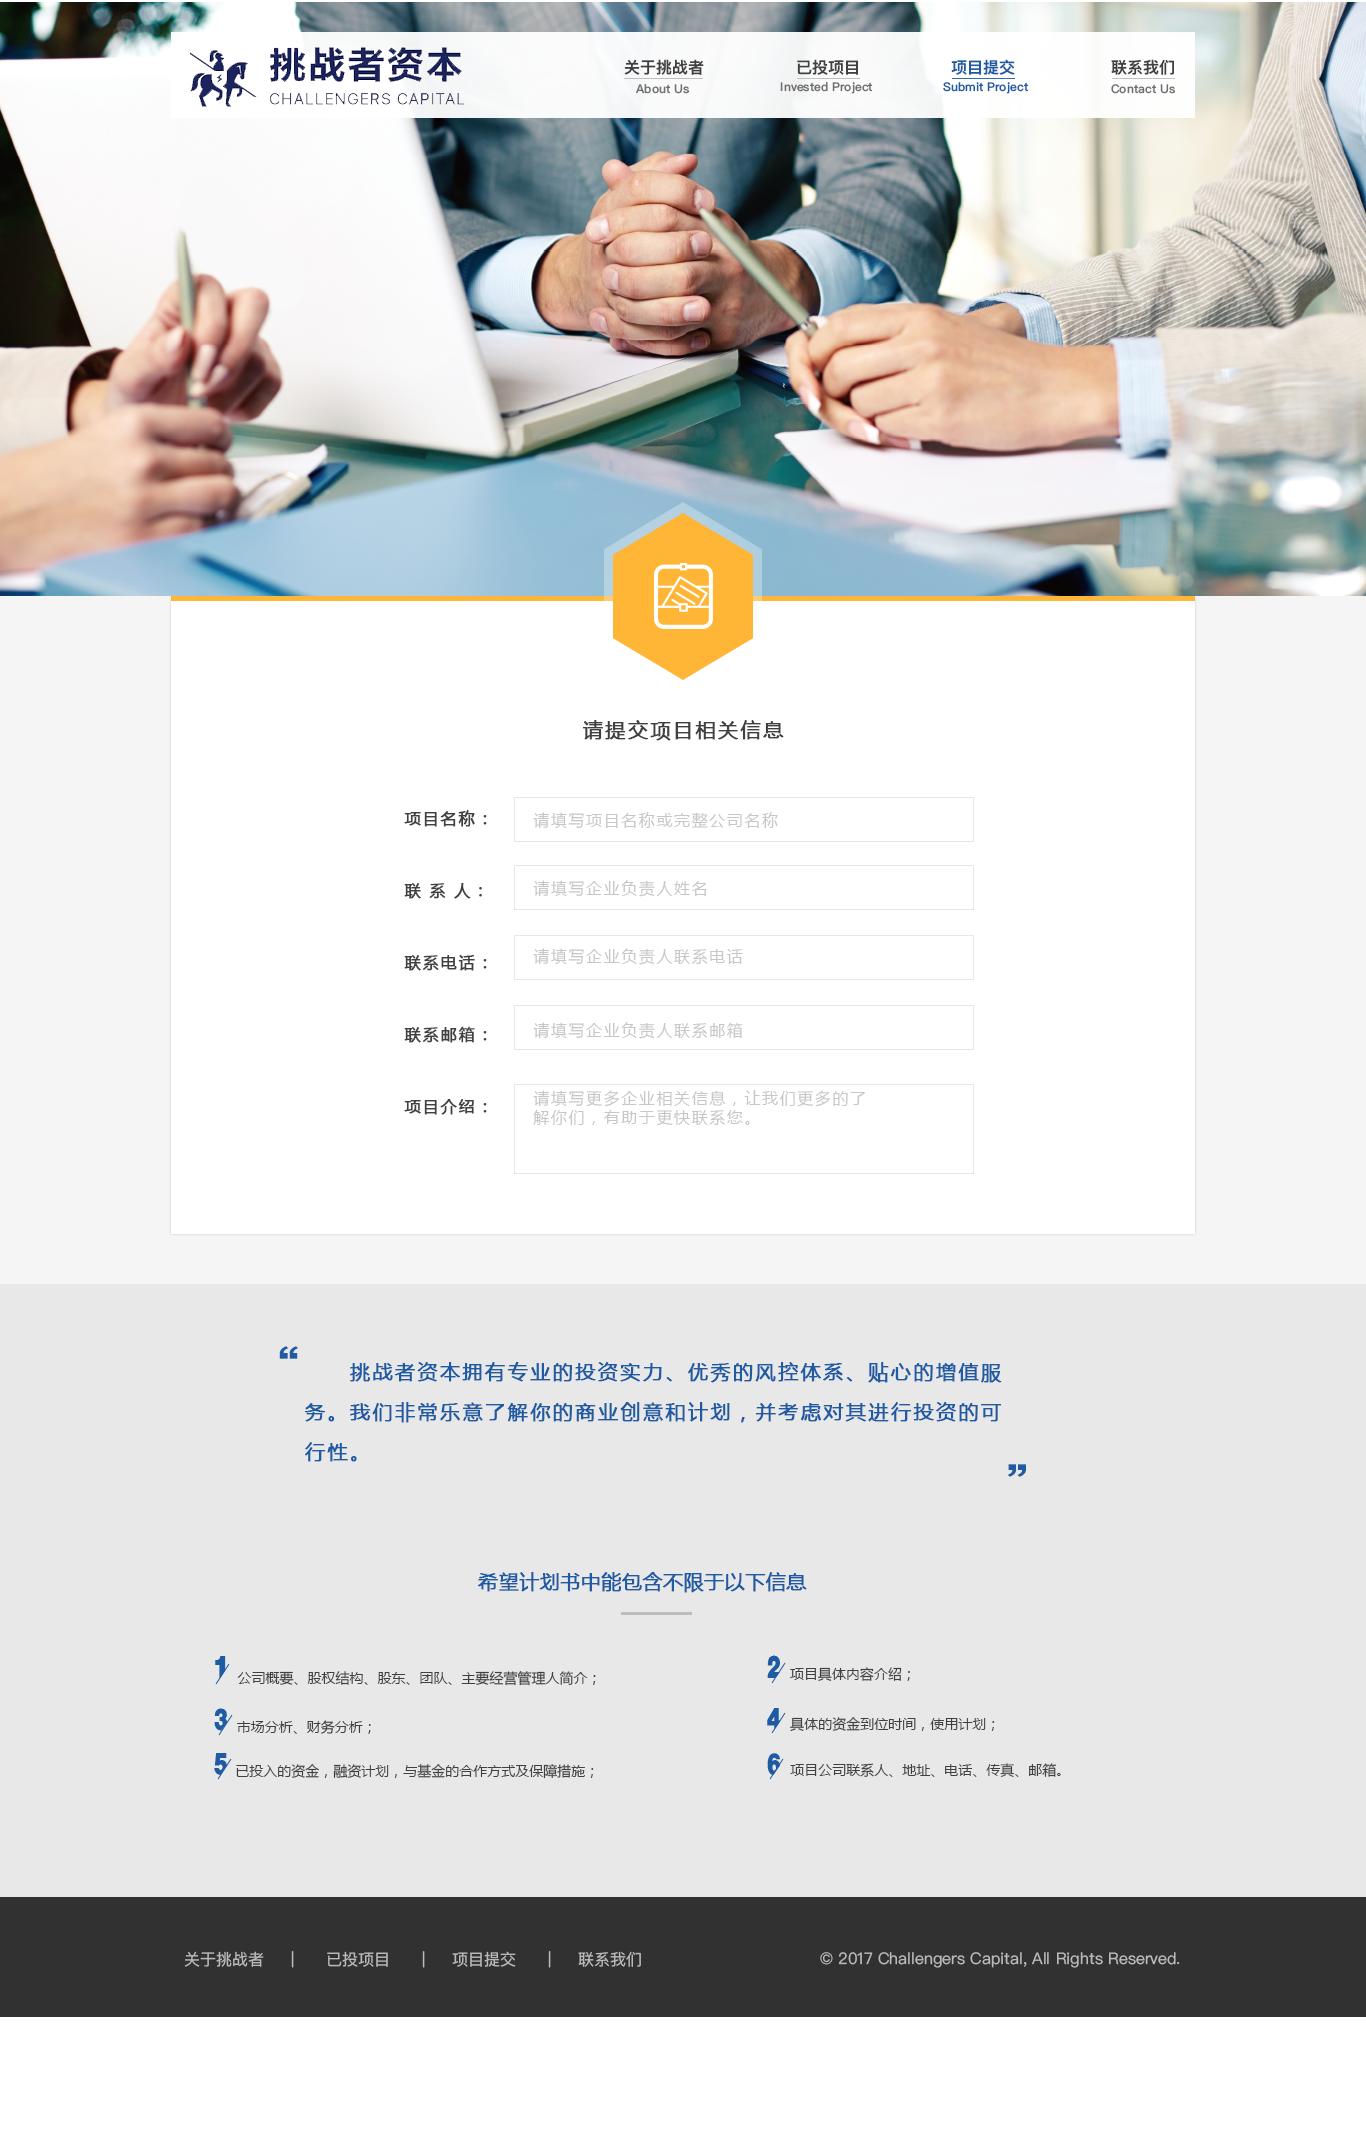 挑战者资本
CHALLENGERS CAPITAL
关于挑战者
About Us
已投项目
Invested Project
项目提交
Submit Project
联系我们
Contact Us
请提交项目相关信息
项目名称：
请填写项目名称或完整公司名称
联 系 人：
请填写企业负责人姓名
联系电话：
请填写企业负责人联系电话
联系邮箱：
请填写企业负责人联系邮箱
项目介绍：
请填写更多企业相关信息，让我们更多的了
解你们，有助于更快联系您。
“
挑战者资本拥有专业的投资实力、优秀的风控体系、贴心的增值服
务。我们非常乐意了解你的商业创意和计划，并考虑对其进行投资的可
行性。
”
希望计划书中能包含不限于以下信息
1 公司概要、股权结构、股东、团队、主要经营管理人简介；
2 项目具体内容介绍；
3 市场分析、财务分析；
4 具体的资金到位时间，使用计划；
5 已投入的资金，融资计划，与基金的合作方式及保障措施；
6 项目公司联系人、地址、电话、传真、邮箱。
关于挑战者 | 已投项目 | 项目提交 | 联系我们
© 2017 Challengers Capital, All Rights Reserved.